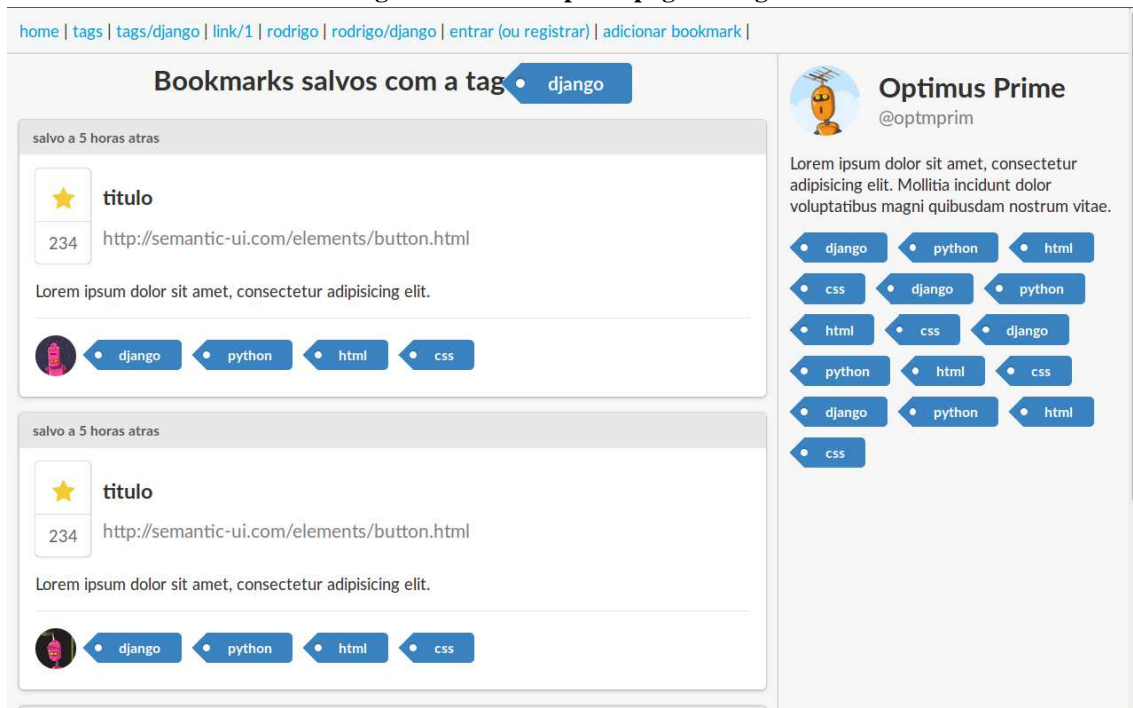 home | tags | tags/django | link/1 | rodrigo | rodrigo/django | entrar (ou registrar) | adicionar bookmark |
Bookmarks salvos com a tag django
salvo a 5 horas atras
titulo
234
http://semantic-ui.com/elements/button.html
Lorem ipsum dolor sit amet, consectetur adipisicing elit.
django python html css
salvo a 5 horas atras
titulo
234
http://semantic-ui.com/elements/button.html
Lorem ipsum dolor sit amet, consectetur adipisicing elit.
django python html css
Optimus Prime
@optmprim
Lorem ipsum dolor sit amet, consectetur
adipisicing elit. Mollitia incidunt dolor
voluptatibus magni quibusdam nostrum vitae.
django python html
css django python
html css django
python html css
django python html
css